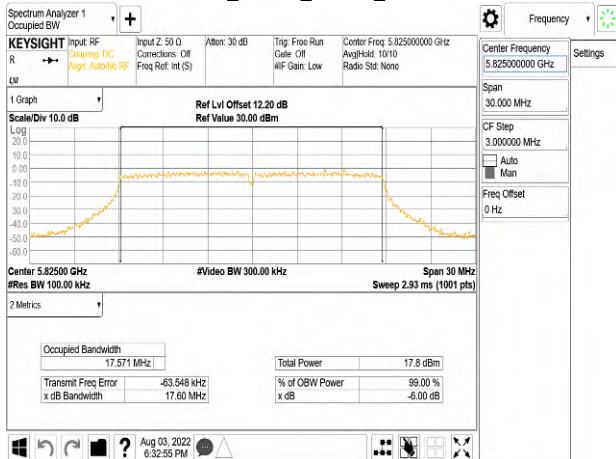 Spectrum Analyzer 1
Occupied BW
KEYSIGHT
R
Input: RF
Coupling: DC
Align: Auto/No RF
Input Z: 50 Ω
Corrections: Off
Freq Ref: Int (S)
Atten: 30 dB
Trig: Free Run
Gate: Off
#IF Gain: Low
Center Freq: 5.825000000 GHz
Avg|Hold: 10/10
Radio Std: None
1 Graph
Scale/Div 10.0 dB
Ref Lvl Offset 12.20 dB
Ref Value 30.00 dBm
Log
20.0
10.0
0.00
-10.0
-20.0
-30.0
-40.0
-50.0
-60.0
Center 5.82500 GHz
#Video BW 300.00 kHz
Span 30 MHz
#Res BW 100.00 kHz
Sweep 2.93 ms (1001 pts)
2 Metrics
Occupied Bandwidth
17.571 MHz
Total Power 17.8 dBm
Transmit Freq Error -63.548 kHz
% of OBW Power 99.00 %
x dB Bandwidth 17.60 MHz
x dB -6.00 dB
?
Aug 03, 2022
6:32:55 PM
Frequency
Settings
Center Frequency
5.825000000 GHz
Span
30.000 MHz
CF Step
3.000000 MHz
Auto
Man
Freq Offset
0 Hz